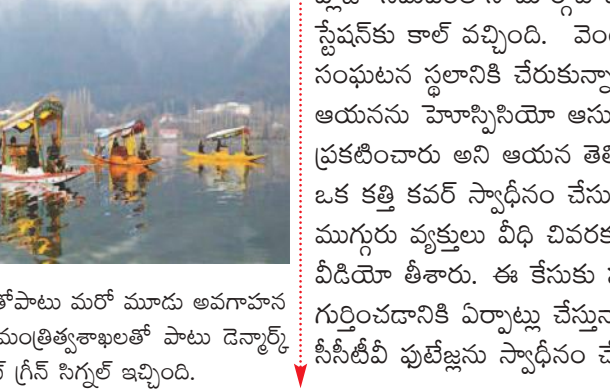 తోపాటు మరో మూడు అవగాహన
మంత్రిత్వశాఖలతో పాటు డెన్మార్క్
గ్రీన్ సిగ్నల్ ఇచ్చింది.
స్టేషన్‌కు కాల్ వచ్చింది. వెం
సంఘటన స్థలానికి చేరుకున్నా
ఆయనను హెూస్పిసియో ఆసు
ప్రకటించారు అని ఆయన తెలి
ఒక కత్తి కవర్ స్వాధీనం చేసు
ముగ్గురు వ్యక్తులు వీధి చివరక
వీడియో తీశారు. ఈ కేసుకు
గుర్తించడానికి ఏర్పాట్లు చేస్తున్
సీసీటీవీ ఫుటేజ్లను స్వాధీనం చే